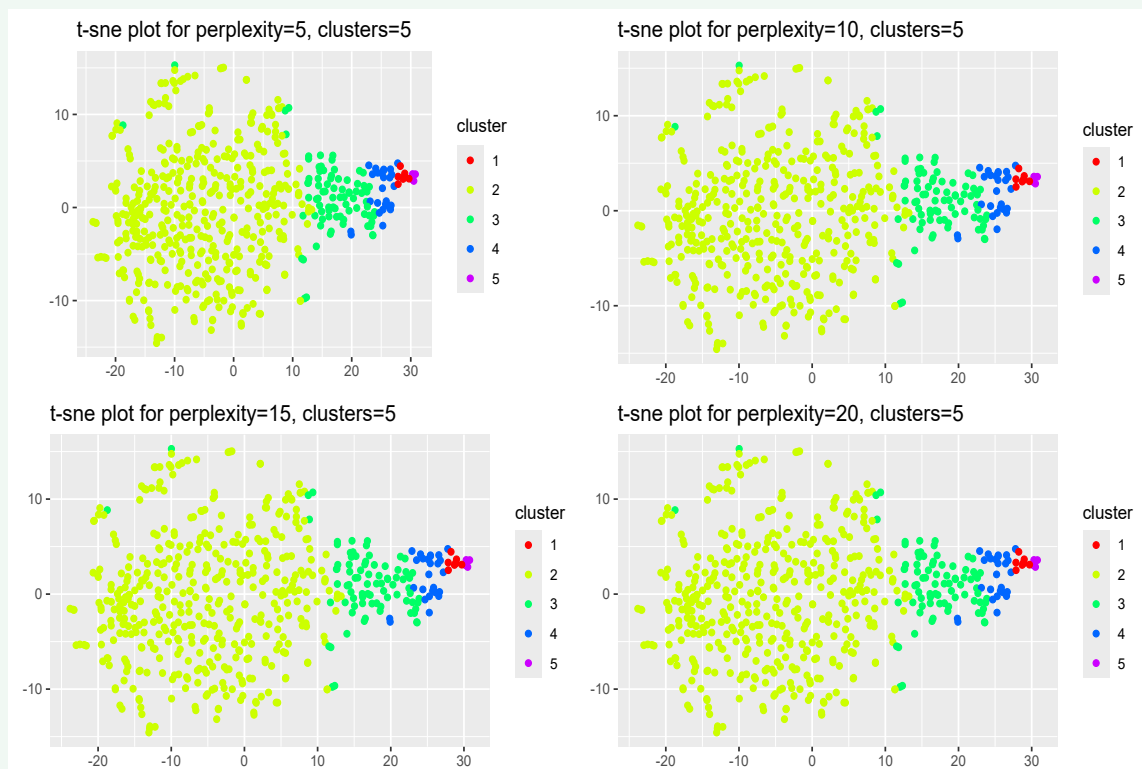 t-sne plot for perplexity=5, clusters=5
10
0
-10
-20 -10 0 10 20 30
cluster
1
2
3
4
5
t-sne plot for perplexity=10, clusters=5
10
0
-10
-20 -10 0 10 20 30
cluster
1
2
3
4
5
t-sne plot for perplexity=15, clusters=5
10
0
-10
-20 -10 0 10 20 30
cluster
1
2
3
4
5
t-sne plot for perplexity=20, clusters=5
10
0
-10
-20 -10 0 10 20 30
cluster
1
2
3
4
5